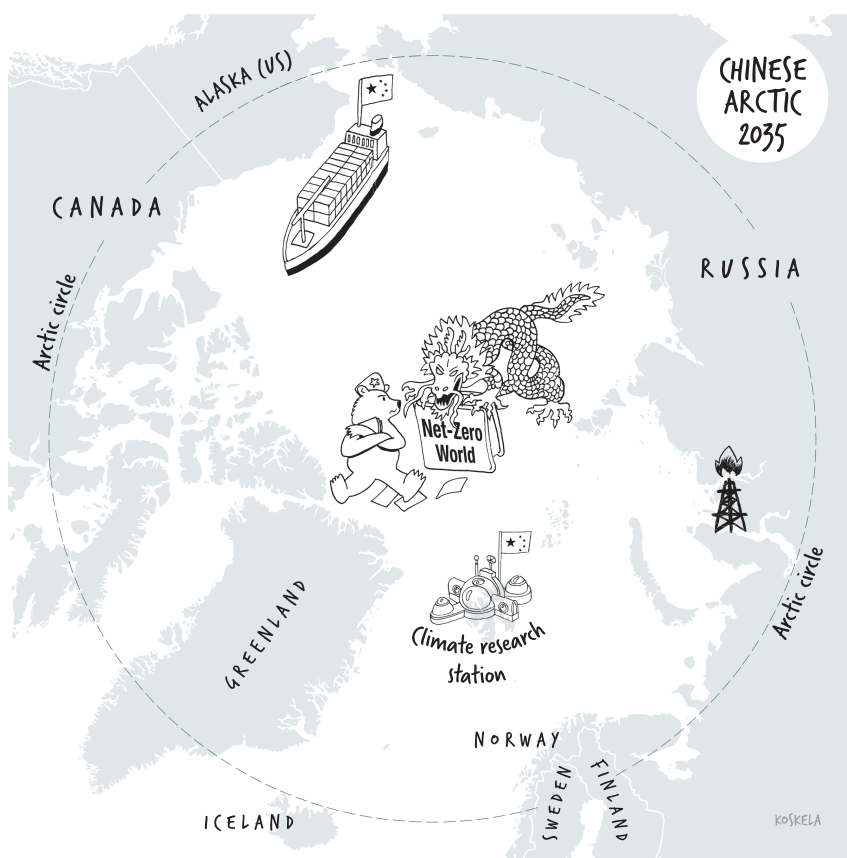 CHINESE
ARCTIC
2035
ALASKA (US)
CANADA
RUSSIA
Arctic circle
Net-Zero
World
Arctic circle
Climate research
station
GREENLAND
NORWAY
SWEDEN
FINLAND
ICELAND
KOSKELA